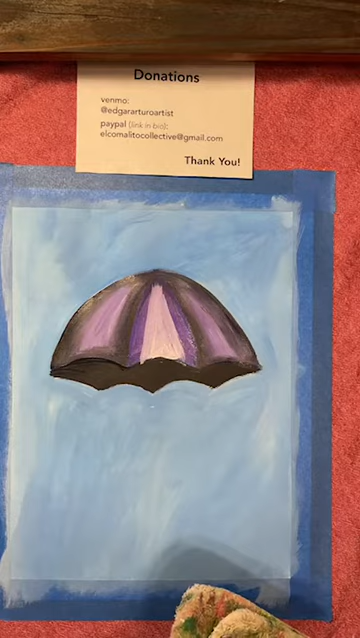 Donations
venmo:
@edgararturoartist
paypal (link in bio):
elcomalitocollective@gmail.com
Thank You!